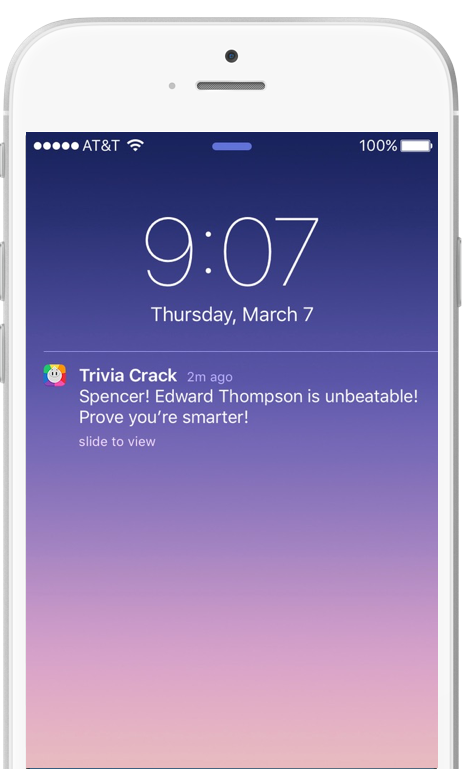 AT&T 100%
9:07
Thursday, March 7
Trivia Crack 2m ago
Spencer! Edward Thompson is unbeatable!
Prove you’re smarter!
slide to view